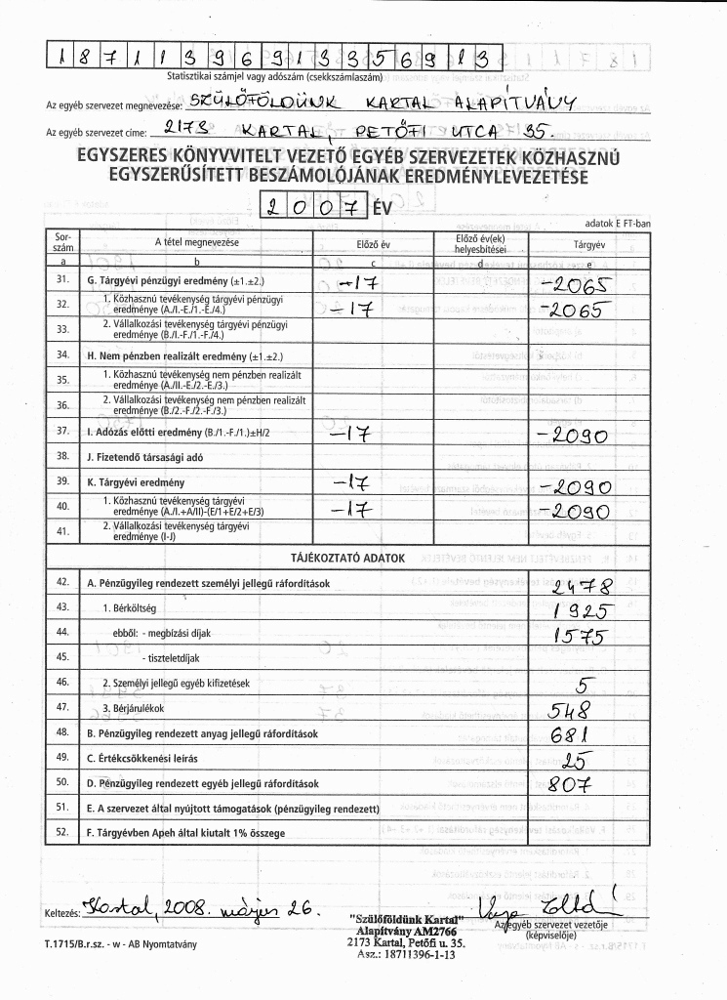 1 8 7 1 1 3 9 6 9 1 3 3 5 6 9 1 3
Statisztikai számjel vagy adószám (csekkszámlaszám)
Az egyéb szervezet megnevezése: SZÜLŐFÖLDÜNK KARTAL ALAPÍTVÁNY
Az egyéb szervezet címe: 2173 KARTAL, PETŐFI UTCA 35.
EGYSZERES KÖNYVVITELT VEZETŐ EGYÉB SZERVEZETEK KÖZHASZNÚ
EGYSZERŰSÍTETT BESZÁMOLÓJÁNAK EREDMÉNYLEVEZETÉSE
2 0 0 7 ÉV
adatok E FT-ban
Sor-szám A tétel megnevezése Előző év Előző év(ek) helyesbítései Tárgyév
a b c d e
31. G. Tárgyévi pénzügyi eredmény (±1.±2.) -17 -2065
32. 1. Közhasznú tevékenység tárgyévi pénzügyi
eredménye (A./I.-E./1.-E./4.) -17 -2065
33. 2. Vállalkozási tevékenység tárgyévi pénzügyi
eredménye (B./I.-F./1.-F./4.)
34. H. Nem pénzben realizált eredmény (±1.±2.)
35. 1. Közhasznú tevékenység nem pénzben realizált
eredménye (A./II.-E./2.-E./3.)
36. 2. Vállalkozási tevékenység nem pénzben realizált
eredménye (B./2.-F./2.-F./3.)
37. I. Adózás előtti eredmény (B./1.-F./1.)±H/2 -17 -2090
38. J. Fizetendő társasági adó
39. K. Tárgyévi eredmény -17 -2090
40. 1. Közhasznú tevékenység tárgyévi
eredménye (A./I.+A/II)-(E/1+E/2+E/3) -17 -2090
41. 2. Vállalkozási tevékenység tárgyévi
eredménye (I-J)
TÁJÉKOZTATÓ ADATOK
42. A. Pénzügyileg rendezett személyi jellegű ráfordítások 2478
43. 1. Bérköltség 1925
44. ebből: - megbízási díjak 1575
45. - tiszteletdíjak
46. 2. Személyi jellegű egyéb kifizetések 5
47. 3. Bérjárulékok 548
48. B. Pénzügyileg rendezett anyag jellegű ráfordítások 681
49. C. Értékcsökkenési leírás 25
50. D. Pénzügyileg rendezett egyéb jellegű ráfordítások 807
51. E. A szervezet által nyújtott támogatások (pénzügyileg rendezett)
52. F. Tárgyévben Apeh által kiutalt 1% összege
Keltezés: Kartal, 2008. május 26.
"Szülőföldünk Kartal"
Alapítvány AM2766
2173 Kartal, Petőfi u. 35.
Asz.: 18711396-1-13
Az egyéb szervezet vezetője
(képviselője)
T.1715/B.r.sz. - w - AB Nyomtatvány